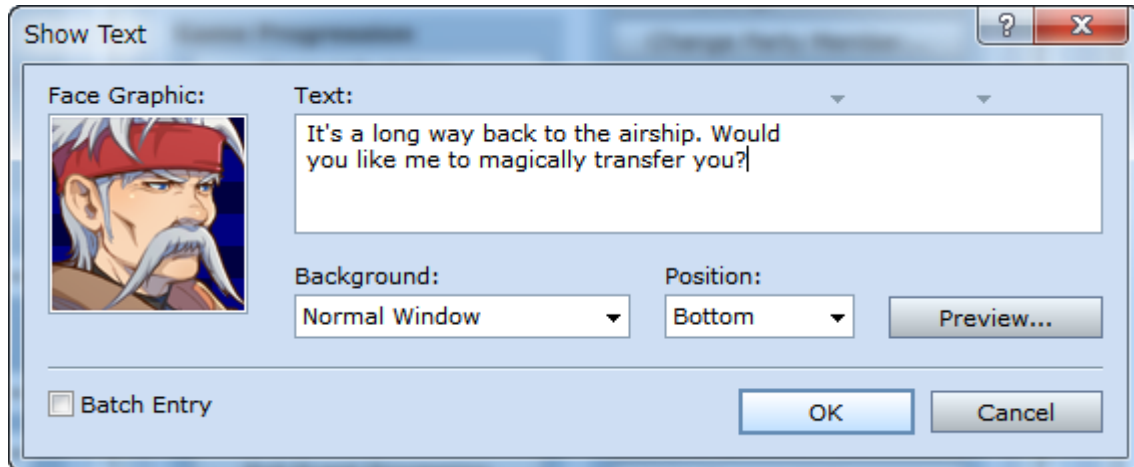 Show Text
Face Graphic:
Text:
It's a long way back to the airship. Would
you like me to magically transfer you?
Background:
Position:
Normal Window
Bottom
Preview...
Batch Entry
OK
Cancel